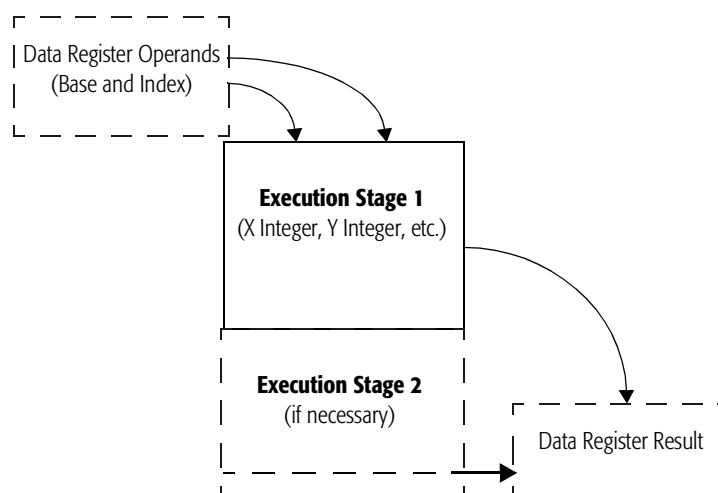 Data Register Operands
(Base and Index)
Execution Stage 1
(X Integer, Y Integer, etc.)
Execution Stage 2
(if necessary)
Data Register Result